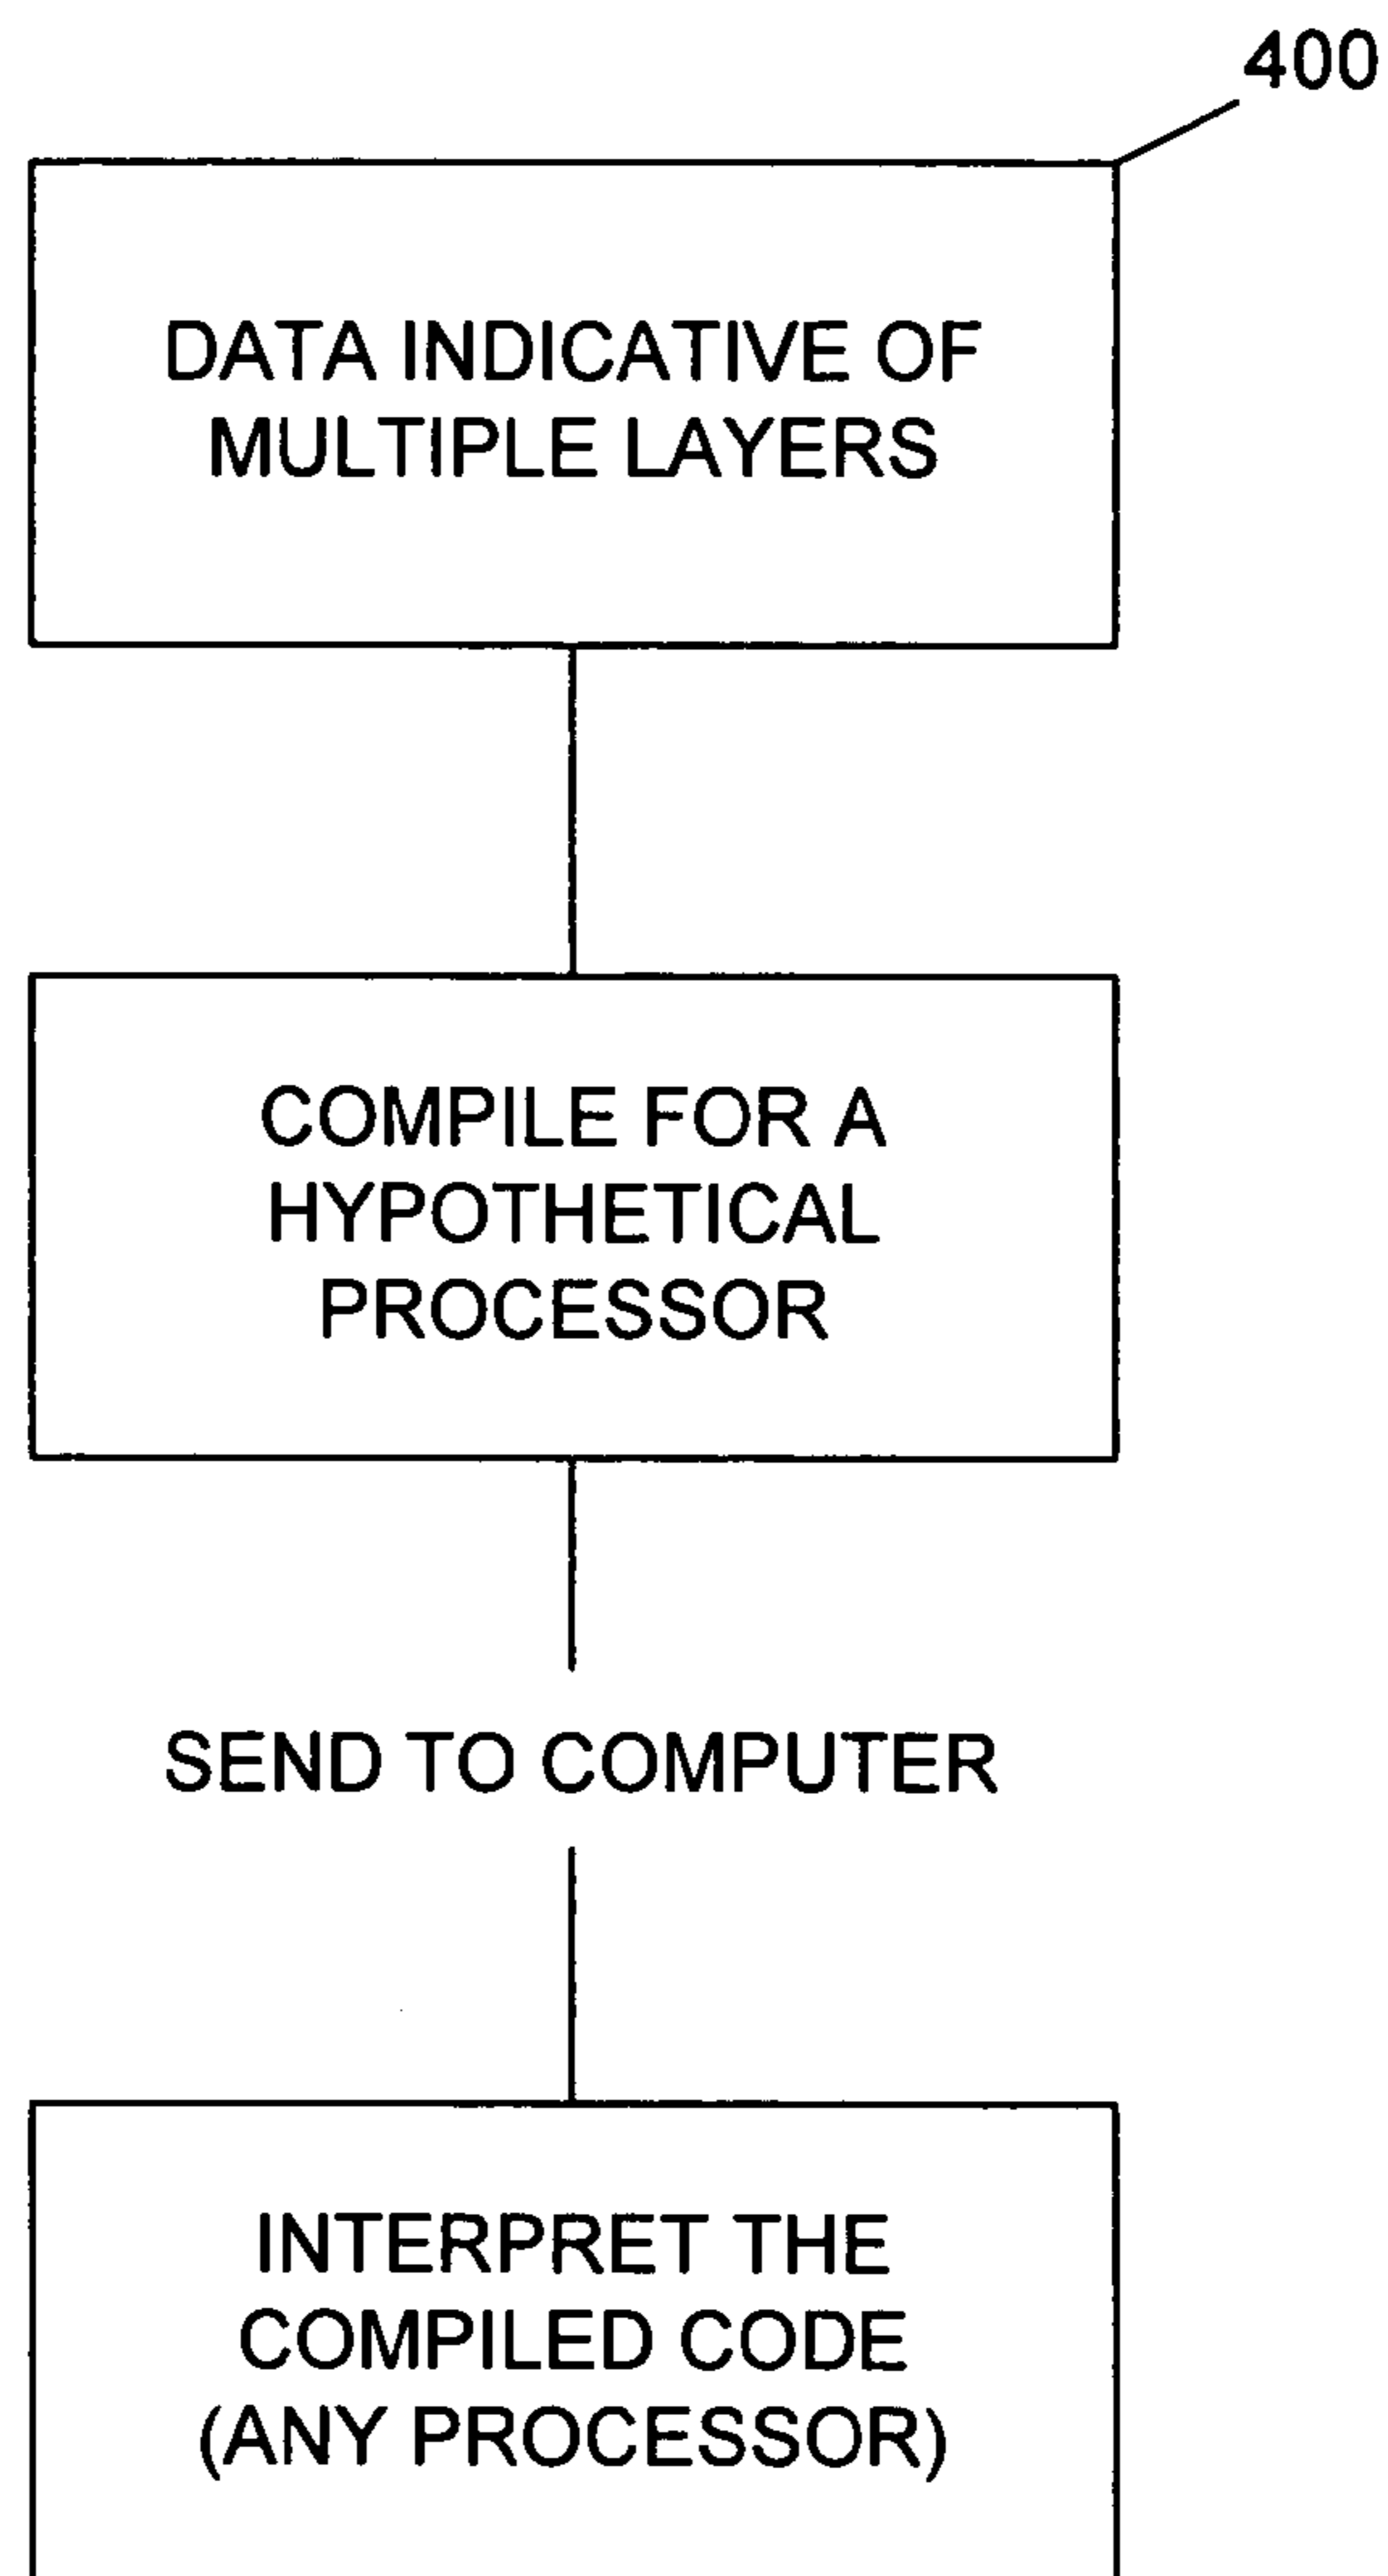 400
DATA INDICATIVE OF
MULTIPLE LAYERS
COMPILE FOR A
HYPOTHETICAL
PROCESSOR
SEND TO COMPUTER
INTERPRET THE
COMPILED CODE
(ANY PROCESSOR)